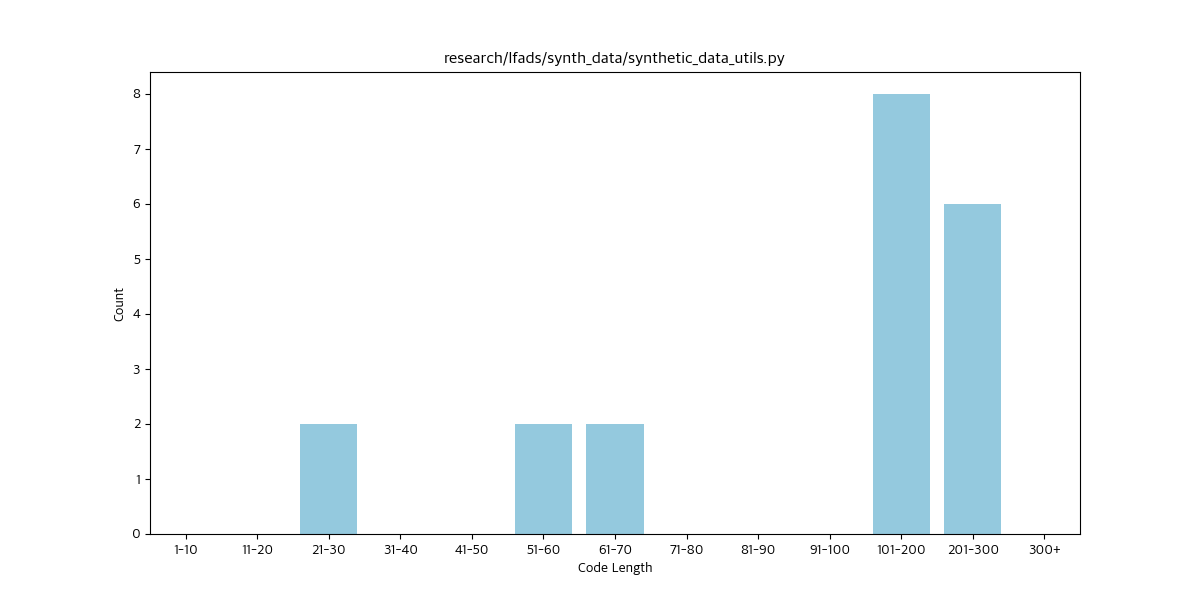 research/lfads/synth_data/synthetic_data_utils.py
8
7
6
5
4
3
2
1
0
Count
1-10 11-20 21-30 31-40 41-50 51-60 61-70 71-80 81-90 91-100 101-200 201-300 300+
Code Length